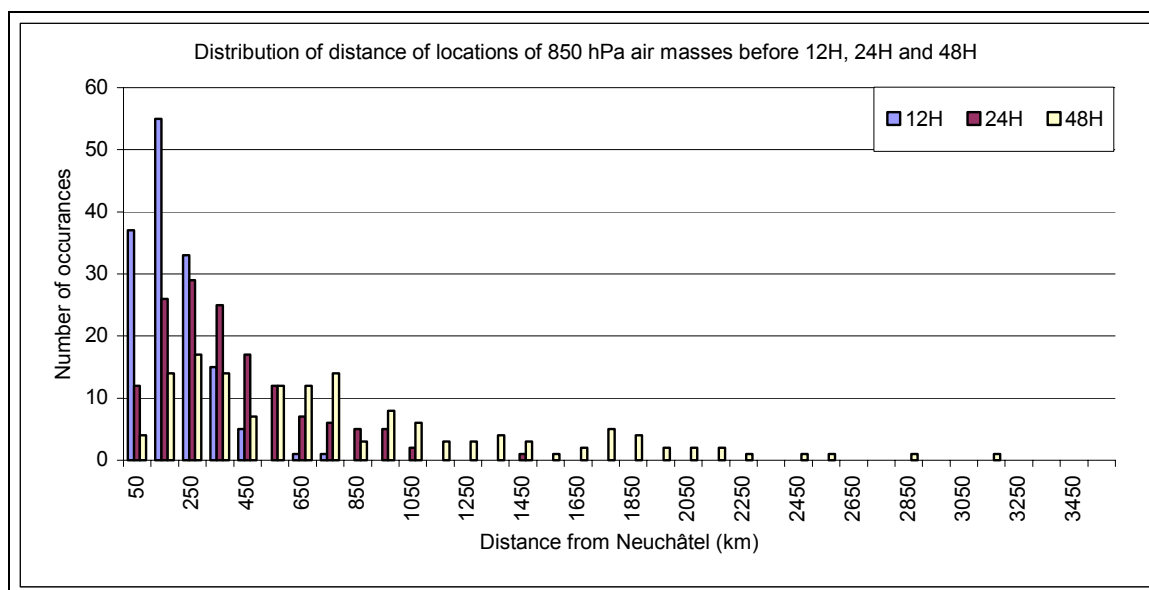 Distribution of distance of locations of 850 hPa air masses before 12H, 24H and 48H
60
50
40
30
20
10
0
Number of occurances
12H 24H 48H
50 250 450 650 850 1050 1250 1450 1650 1850 2050 2250 2450 2650 2850 3050 3250 3450
Distance from Neuchâtel (km)